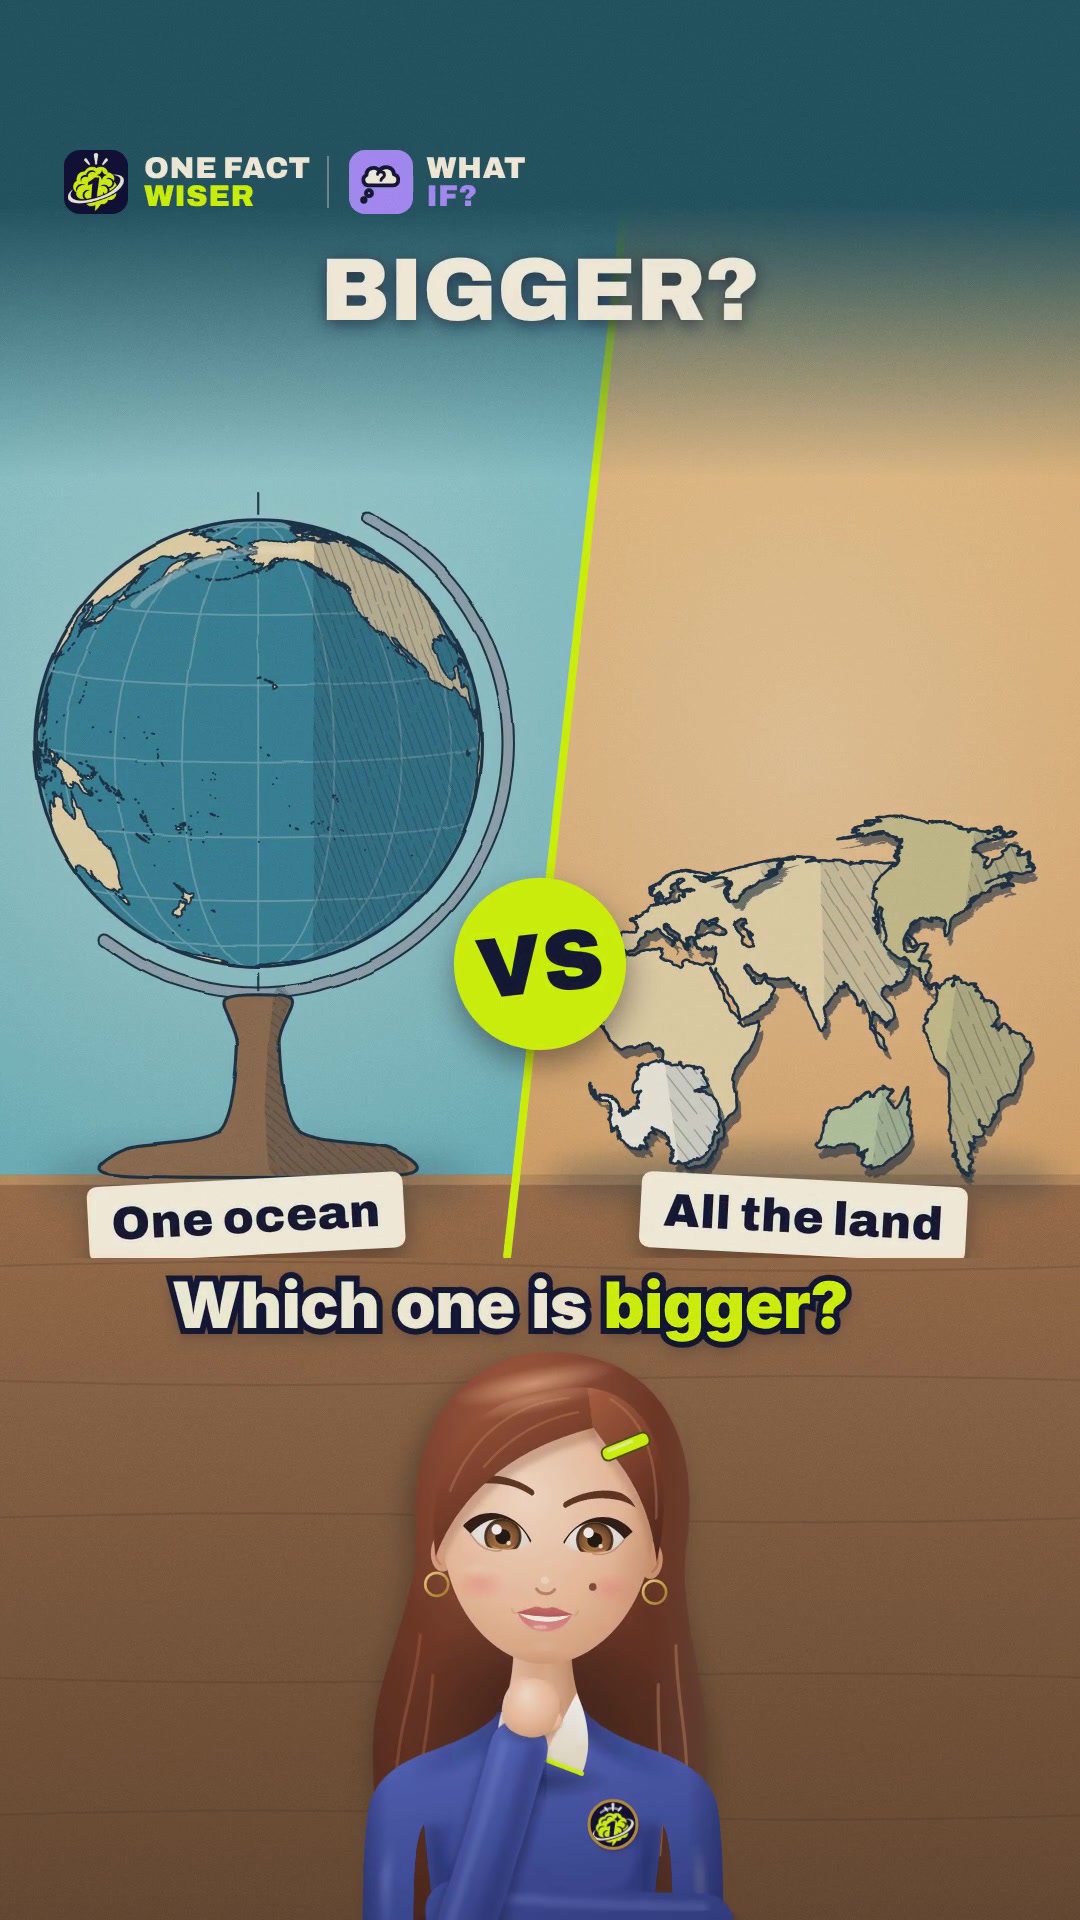 ONE FACT
WISER
WHAT
IF?
BIGGER?
VS
One ocean
All the land
Which one is bigger?